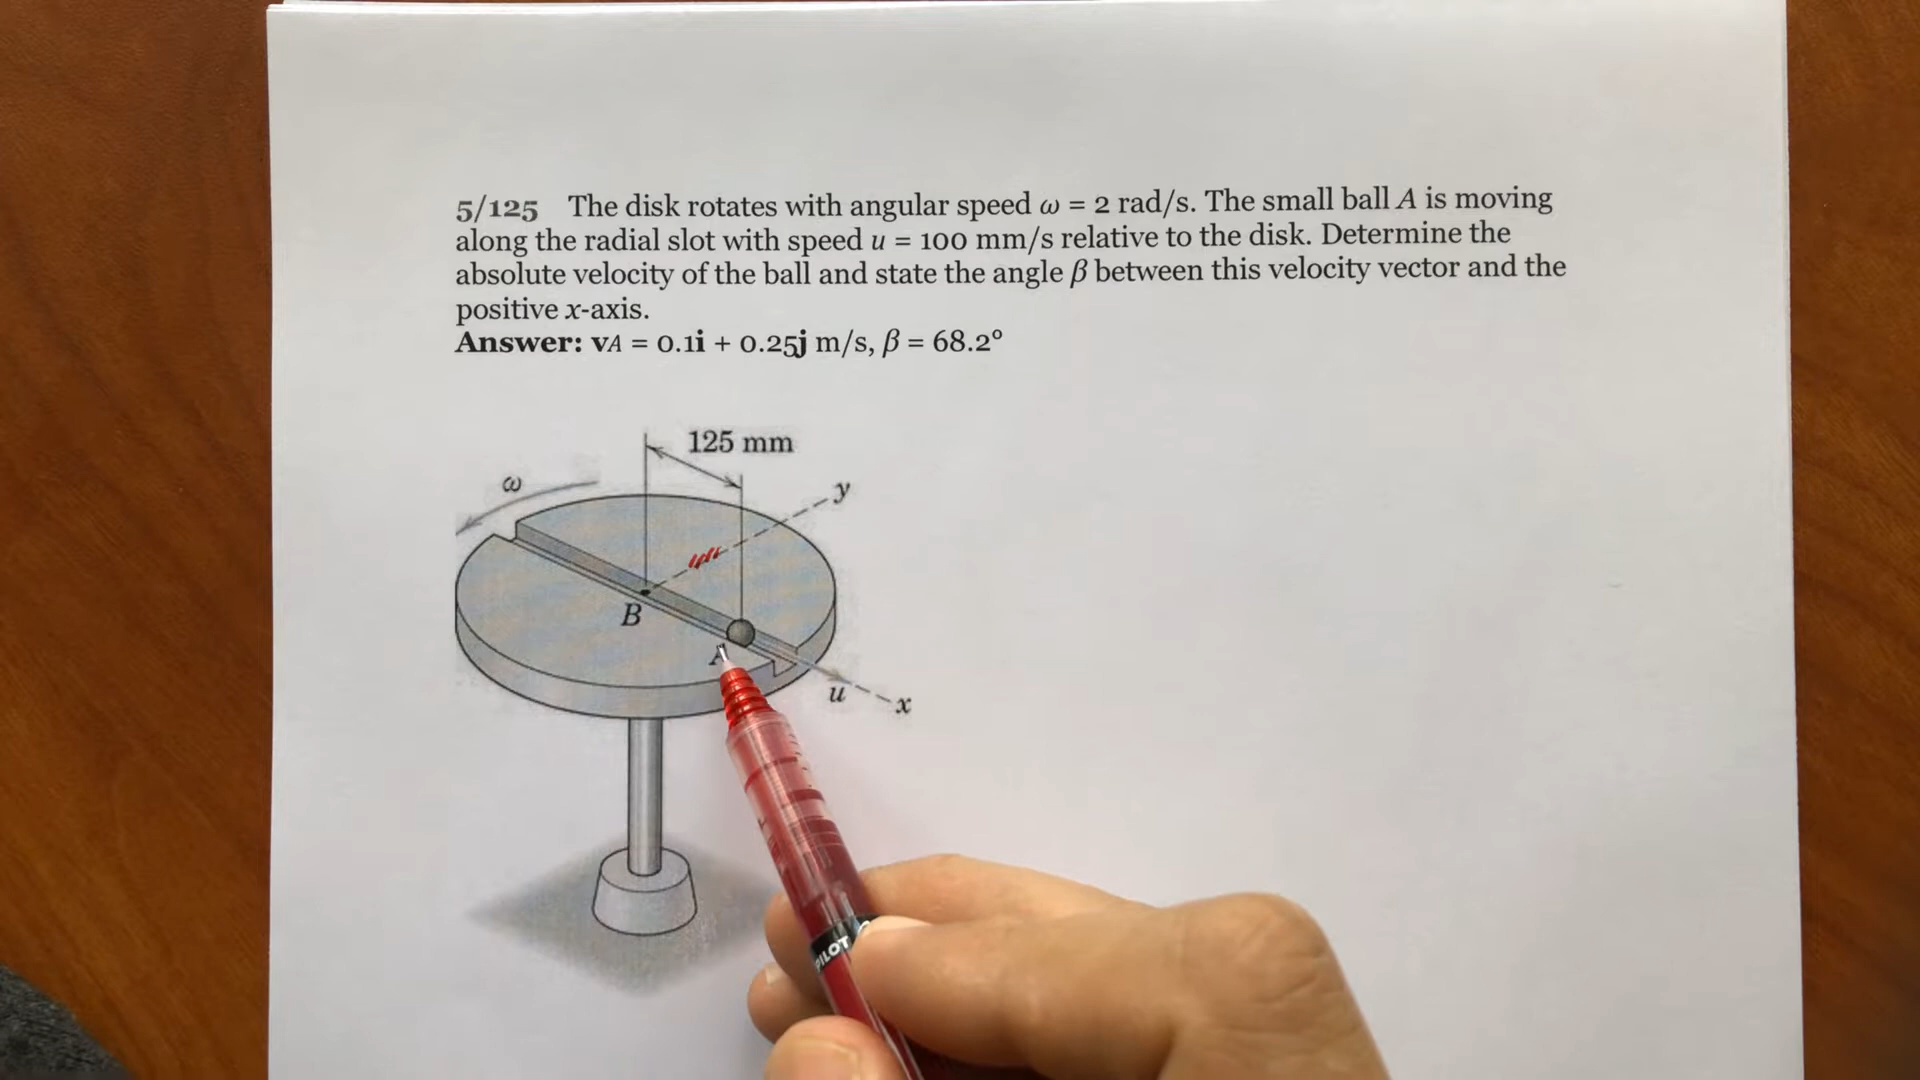 5/125 The disk rotates with angular speed ω = 2 rad/s. The small ball A is moving
along the radial slot with speed u = 100 mm/s relative to the disk. Determine the
absolute velocity of the ball and state the angle β between this velocity vector and the
positive x-axis.
Answer: vA = 0.1i + 0.25j m/s, β = 68.2º
125 mm
ω
y
B
A
u
x
PILOT